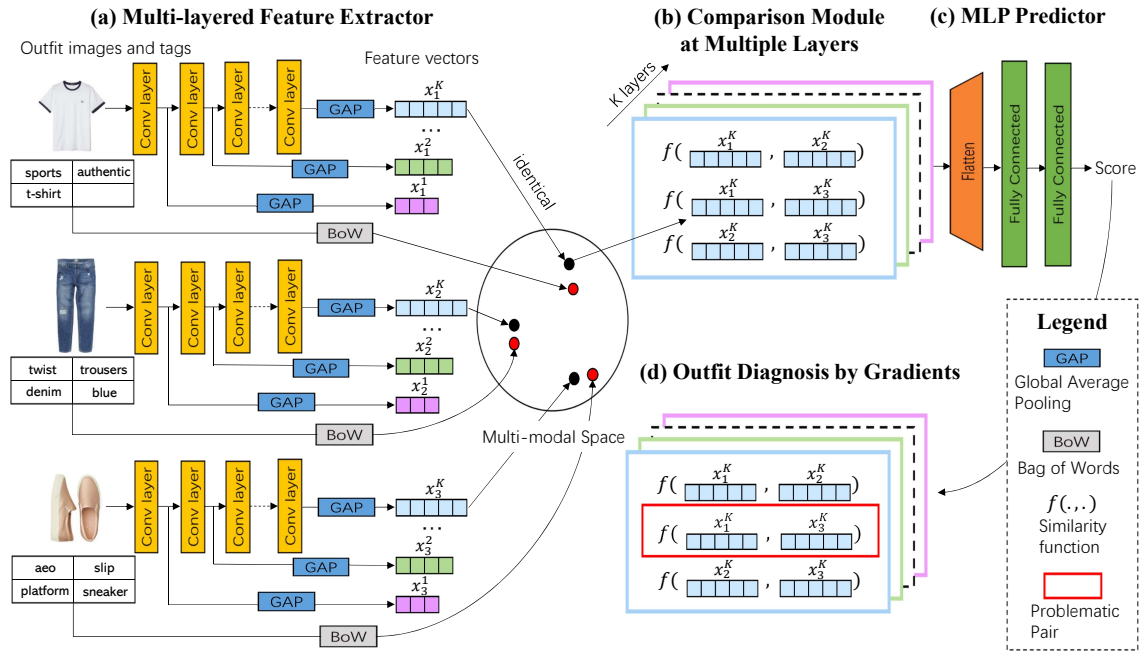 (a) Multi-layered Feature Extractor
Outfit images and tags
Feature vectors
Conv layer
Conv layer
Conv layer
Conv layer
GAP
x_1^K
...
GAP
x_1^2
GAP
x_1^1
sports authentic
t-shirt
BoW
identical
Conv layer
Conv layer
Conv layer
Conv layer
GAP
x_2^K
...
GAP
x_2^2
GAP
x_2^1
twist trousers
denim blue
BoW
Multi-modal Space
Conv layer
Conv layer
Conv layer
Conv layer
GAP
x_3^K
...
GAP
x_3^2
GAP
x_3^1
aeo slip
platform sneaker
BoW
(b) Comparison Module
at Multiple Layers
K layers
f( x_1^K , x_2^K )
f( x_1^K , x_3^K )
f( x_2^K , x_3^K )
(c) MLP Predictor
Flatten
Fully Connected
Fully Connected
Score
(d) Outfit Diagnosis by Gradients
f( x_1^K , x_2^K )
f( x_1^K , x_3^K )
f( x_2^K , x_3^K )
Legend
GAP
Global Average
Pooling
BoW
Bag of Words
f(.,.)
Similarity
function
Problematic
Pair